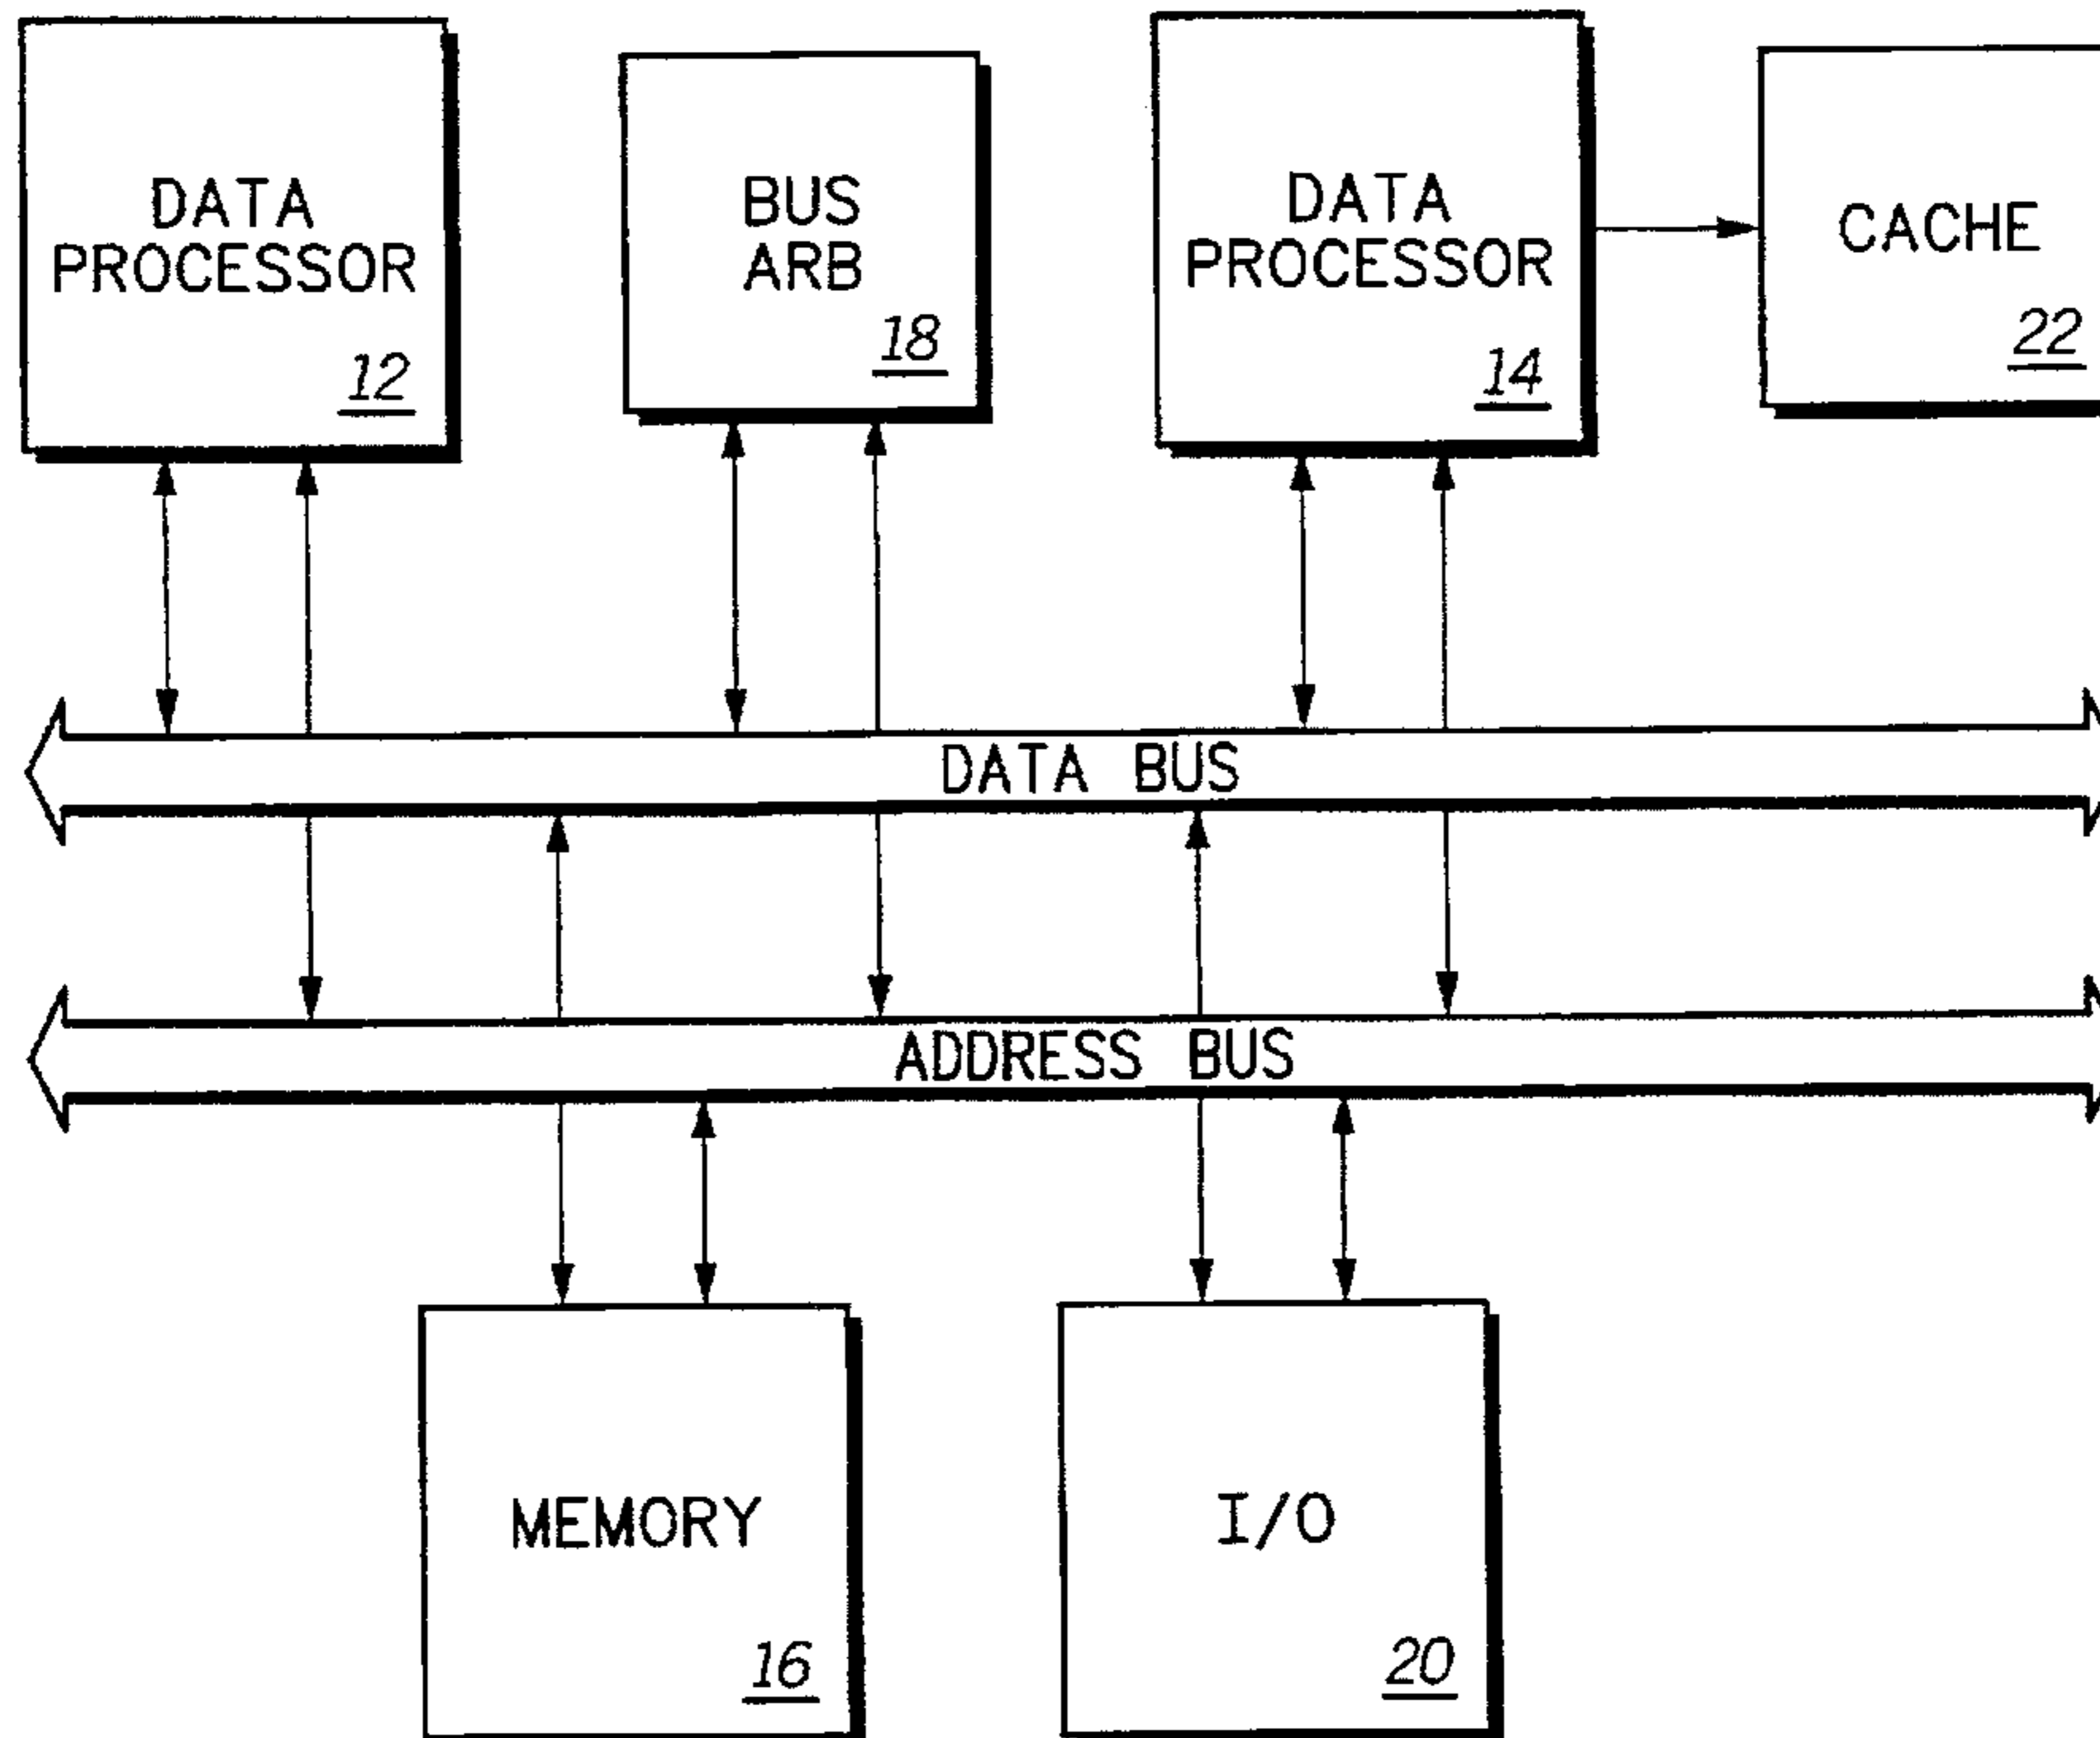 DATA
PROCESSOR
12
BUS
ARB
18
DATA
PROCESSOR
14
CACHE
22
DATA BUS
ADDRESS BUS
MEMORY
16
I/O
20